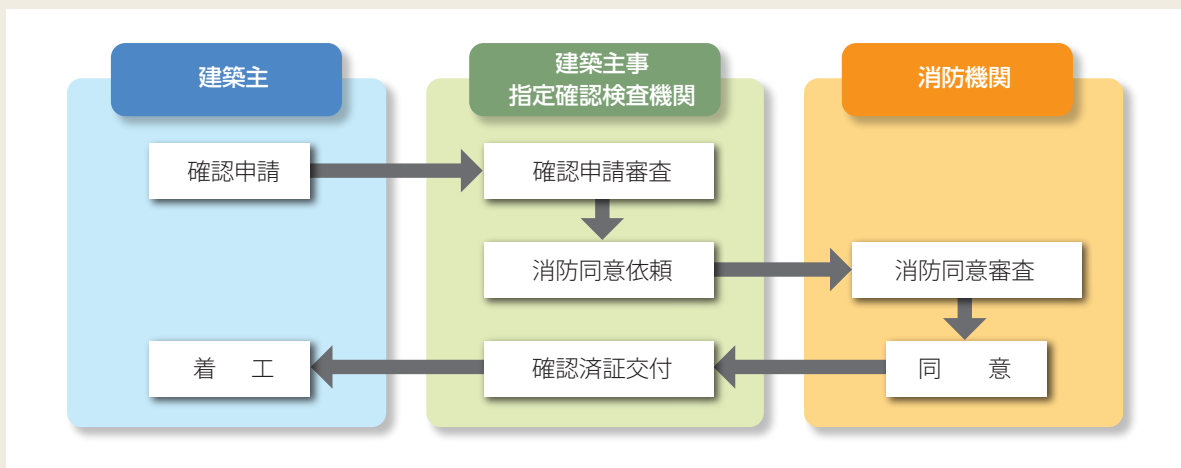 建築主
建築主事
指定確認検査機関
消防機関
確認申請
確認申請審査
消防同意依頼
消防同意審査
着　工
確認済証交付
同　意